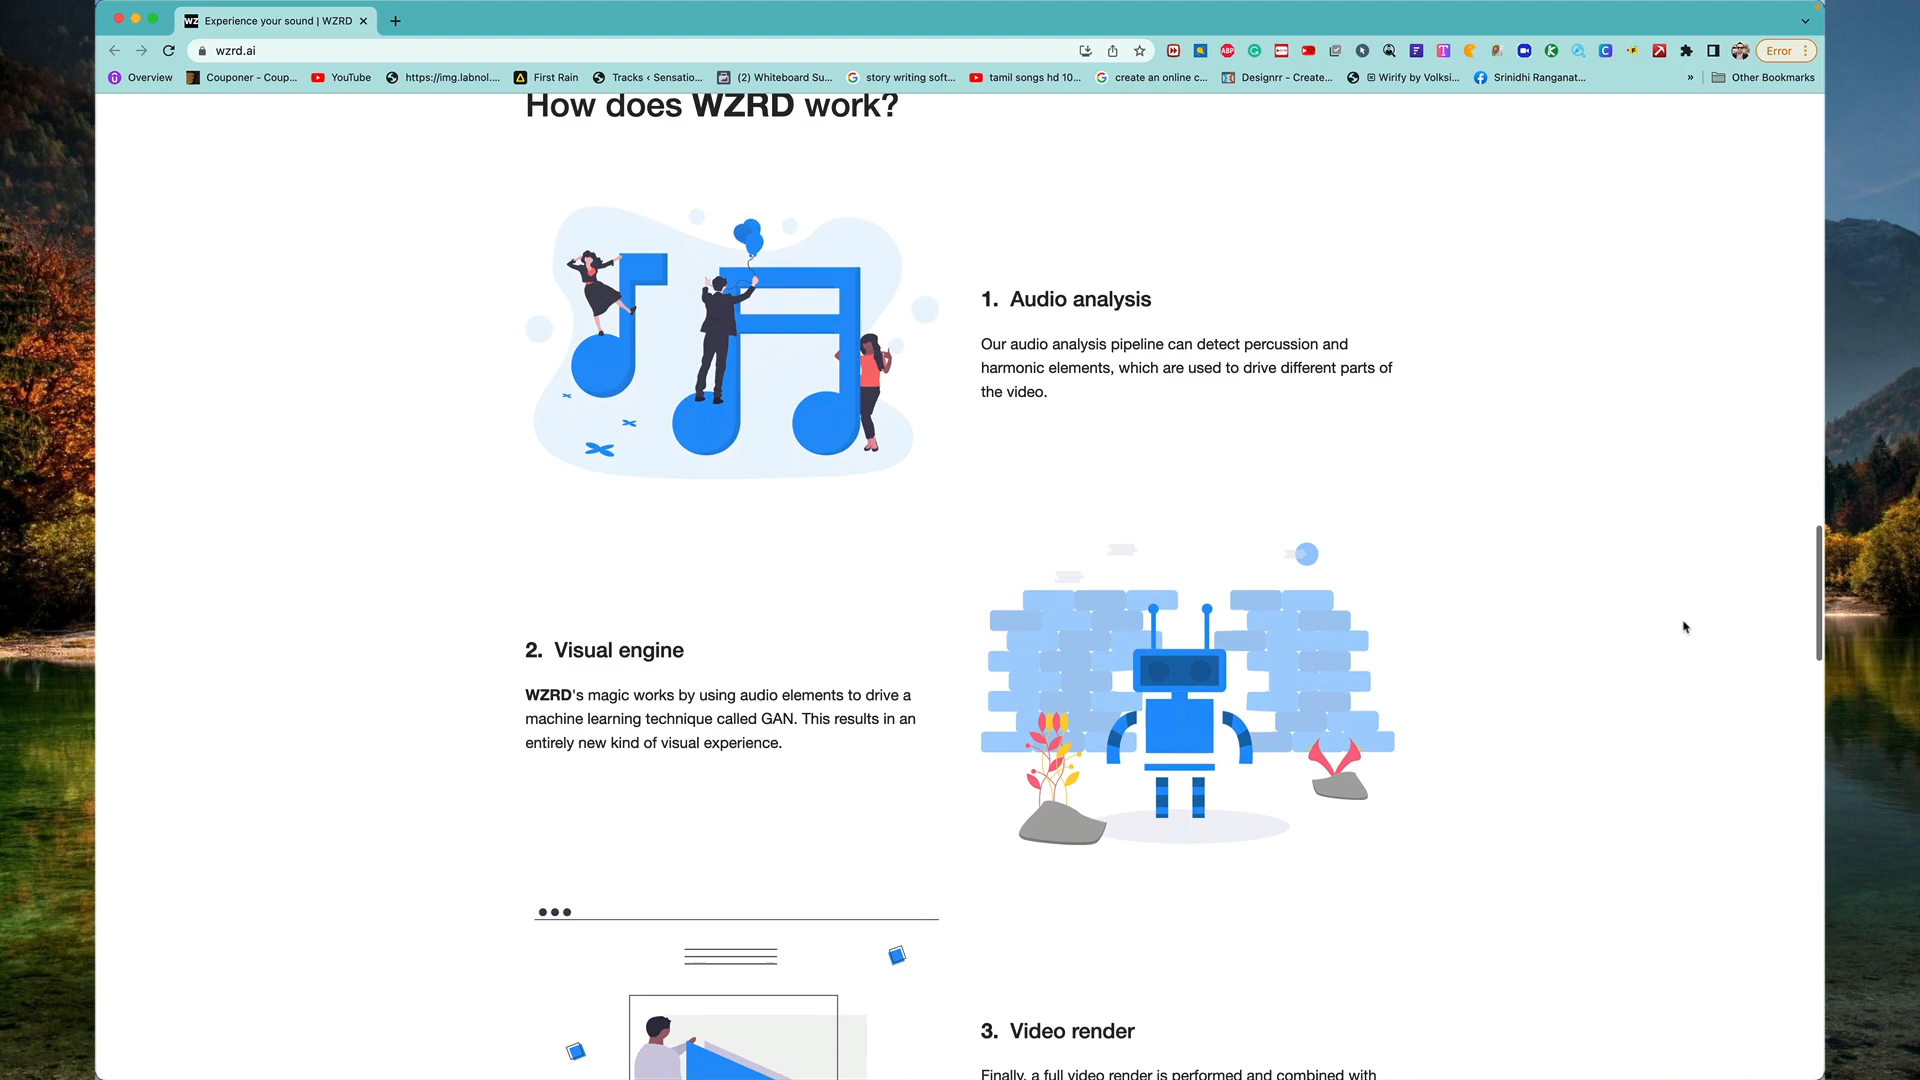 WZ Experience your sound | WZRD
wzrd.ai
Error
Overview
Couponer - Coup...
YouTube
https://img.labnol....
First Rain
Tracks ‹ Sensatio...
(2) Whiteboard Su...
story writing soft...
tamil songs hd 10...
create an online c...
Designrr - Create...
Wirify by Volksi...
Srinidhi Ranganat...
»
Other Bookmarks
How does WZRD work?
1. Audio analysis
Our audio analysis pipeline can detect percussion and
harmonic elements, which are used to drive different parts of
the video.
2. Visual engine
WZRD's magic works by using audio elements to drive a
machine learning technique called GAN. This results in an
entirely new kind of visual experience.
3. Video render
Finally, a full video render is performed and combined with